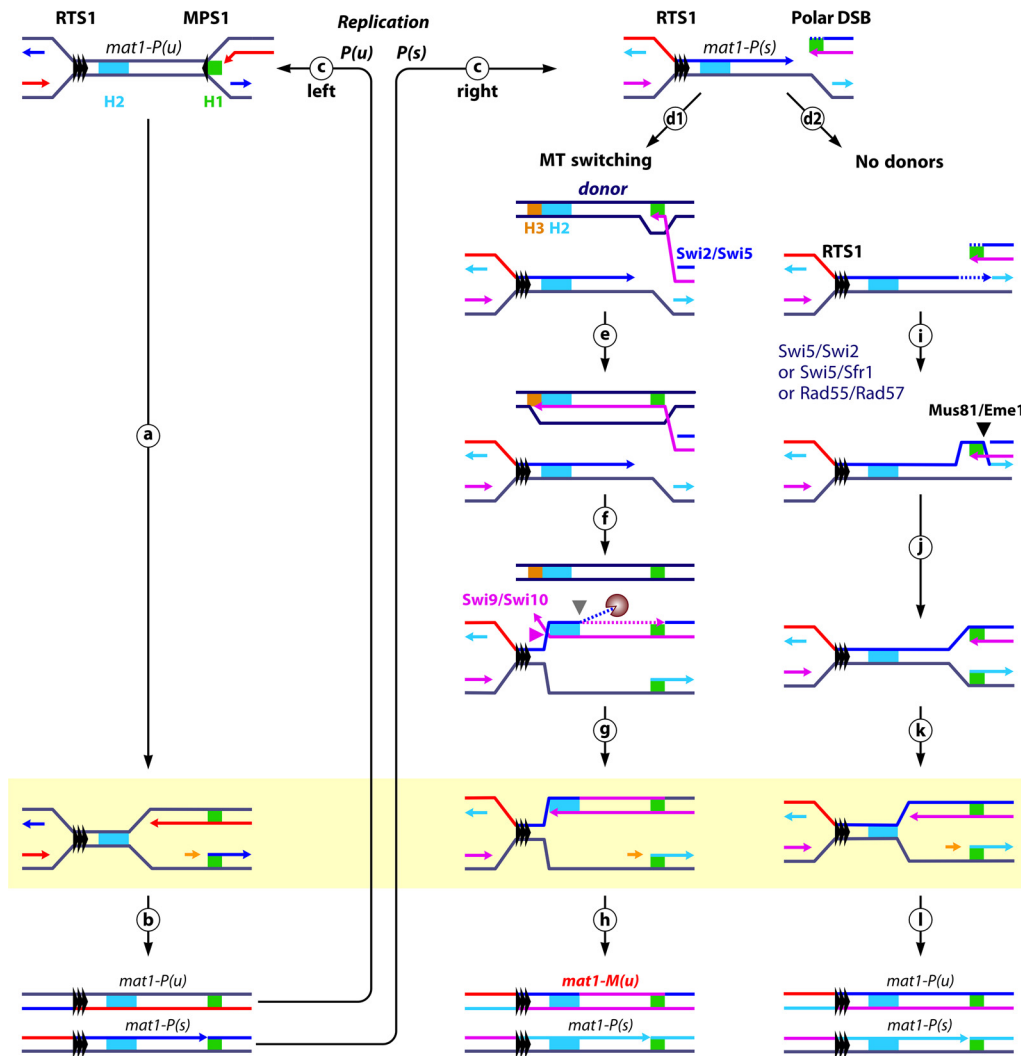 RTS1
MPS1
Replication
RTS1
Polar DSB
mat1-P(u)
P(u)
P(s)
mat1-P(s)
c
left
c
right
H2
H1
d1
d2
MT switching
No donors
donor
H3 H2
Swi2/Swi5
RTS1
e
i
Swi5/Swi2
or Swi5/Sfr1
or Rad55/Rad57
Mus81/Eme1
a
f
j
Swi9/Swi10
g
k
b
h
l
mat1-P(u)
mat1-M(u)
mat1-P(u)
mat1-P(s)
mat1-P(s)
mat1-P(s)